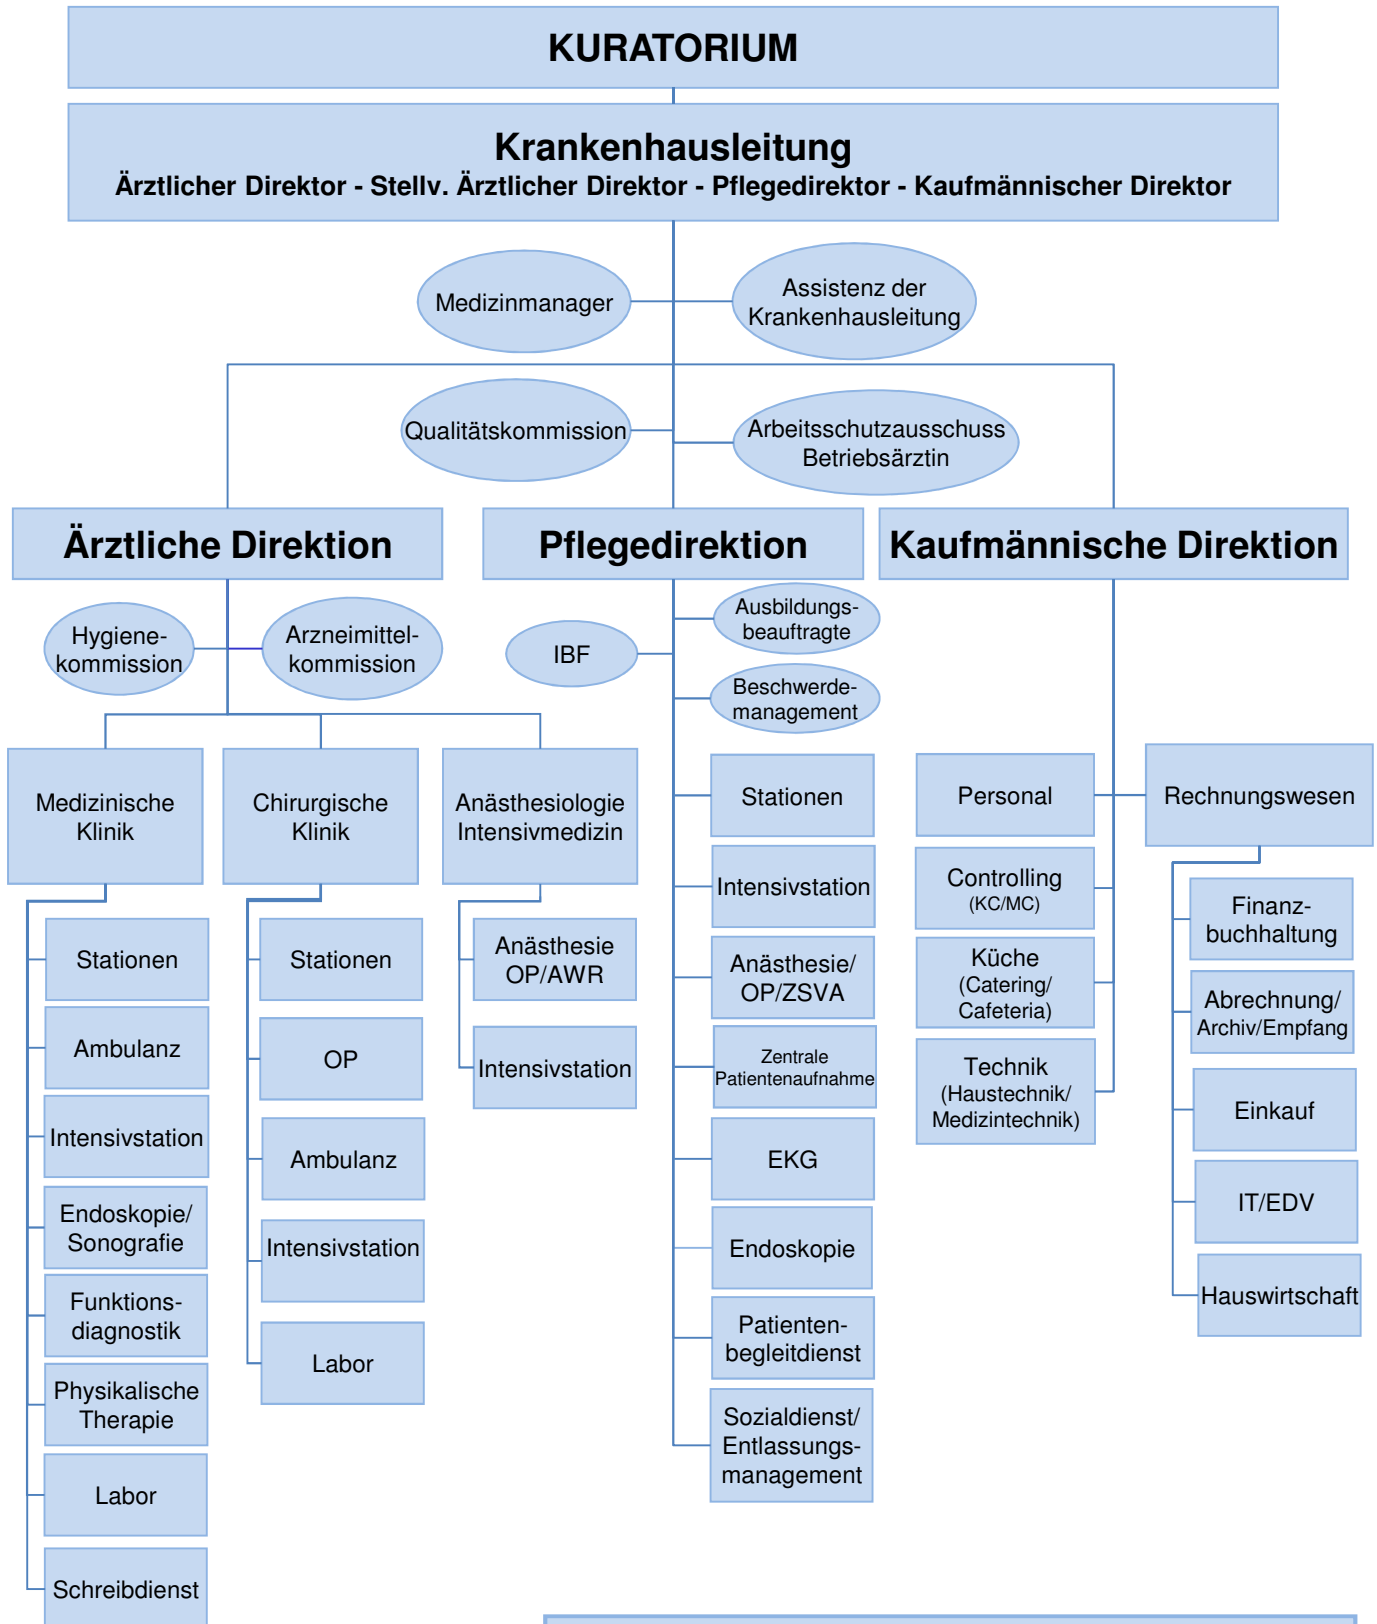 KURATORIUM
Krankenhausleitung
Ärztlicher Direktor - Stellv. Ärztlicher Direktor - Pflegedirektor - Kaufmännischer Direktor
Medizinmanager
Assistenz der
Krankenhausleitung
Qualitätskommission
Arbeitsschutzausschuss
Betriebsärztin
Ärztliche Direktion
Pflegedirektion
Kaufmännische Direktion
Hygiene-
kommission
Arzneimittel-
kommission
IBF
Ausbildungs-
beauftragte
Beschwerde-
management
Medizinische
Klinik
Chirurgische
Klinik
Anästhesiologie
Intensivmedizin
Stationen
Ambulanz
Intensivstation
Endoskopie/
Sonografie
Funktions-
diagnostik
Physikalische
Therapie
Labor
Schreibdienst
Stationen
OP
Ambulanz
Intensivstation
Labor
Anästhesie
OP/AWR
Intensivstation
Stationen
Intensivstation
Anästhesie/
OP/ZSVA
Zentrale
Patientenaufnahme
EKG
Endoskopie
Patienten-
begleitdienst
Sozialdienst/
Entlassungs-
management
Personal
Controlling
(KC/MC)
Küche
(Catering/
Cafeteria)
Technik
(Haustechnik/
Medizintechnik)
Rechnungswesen
Finanz-
buchhaltung
Abrechnung/
Archiv/Empfang
Einkauf
IT/EDV
Hauswirtschaft